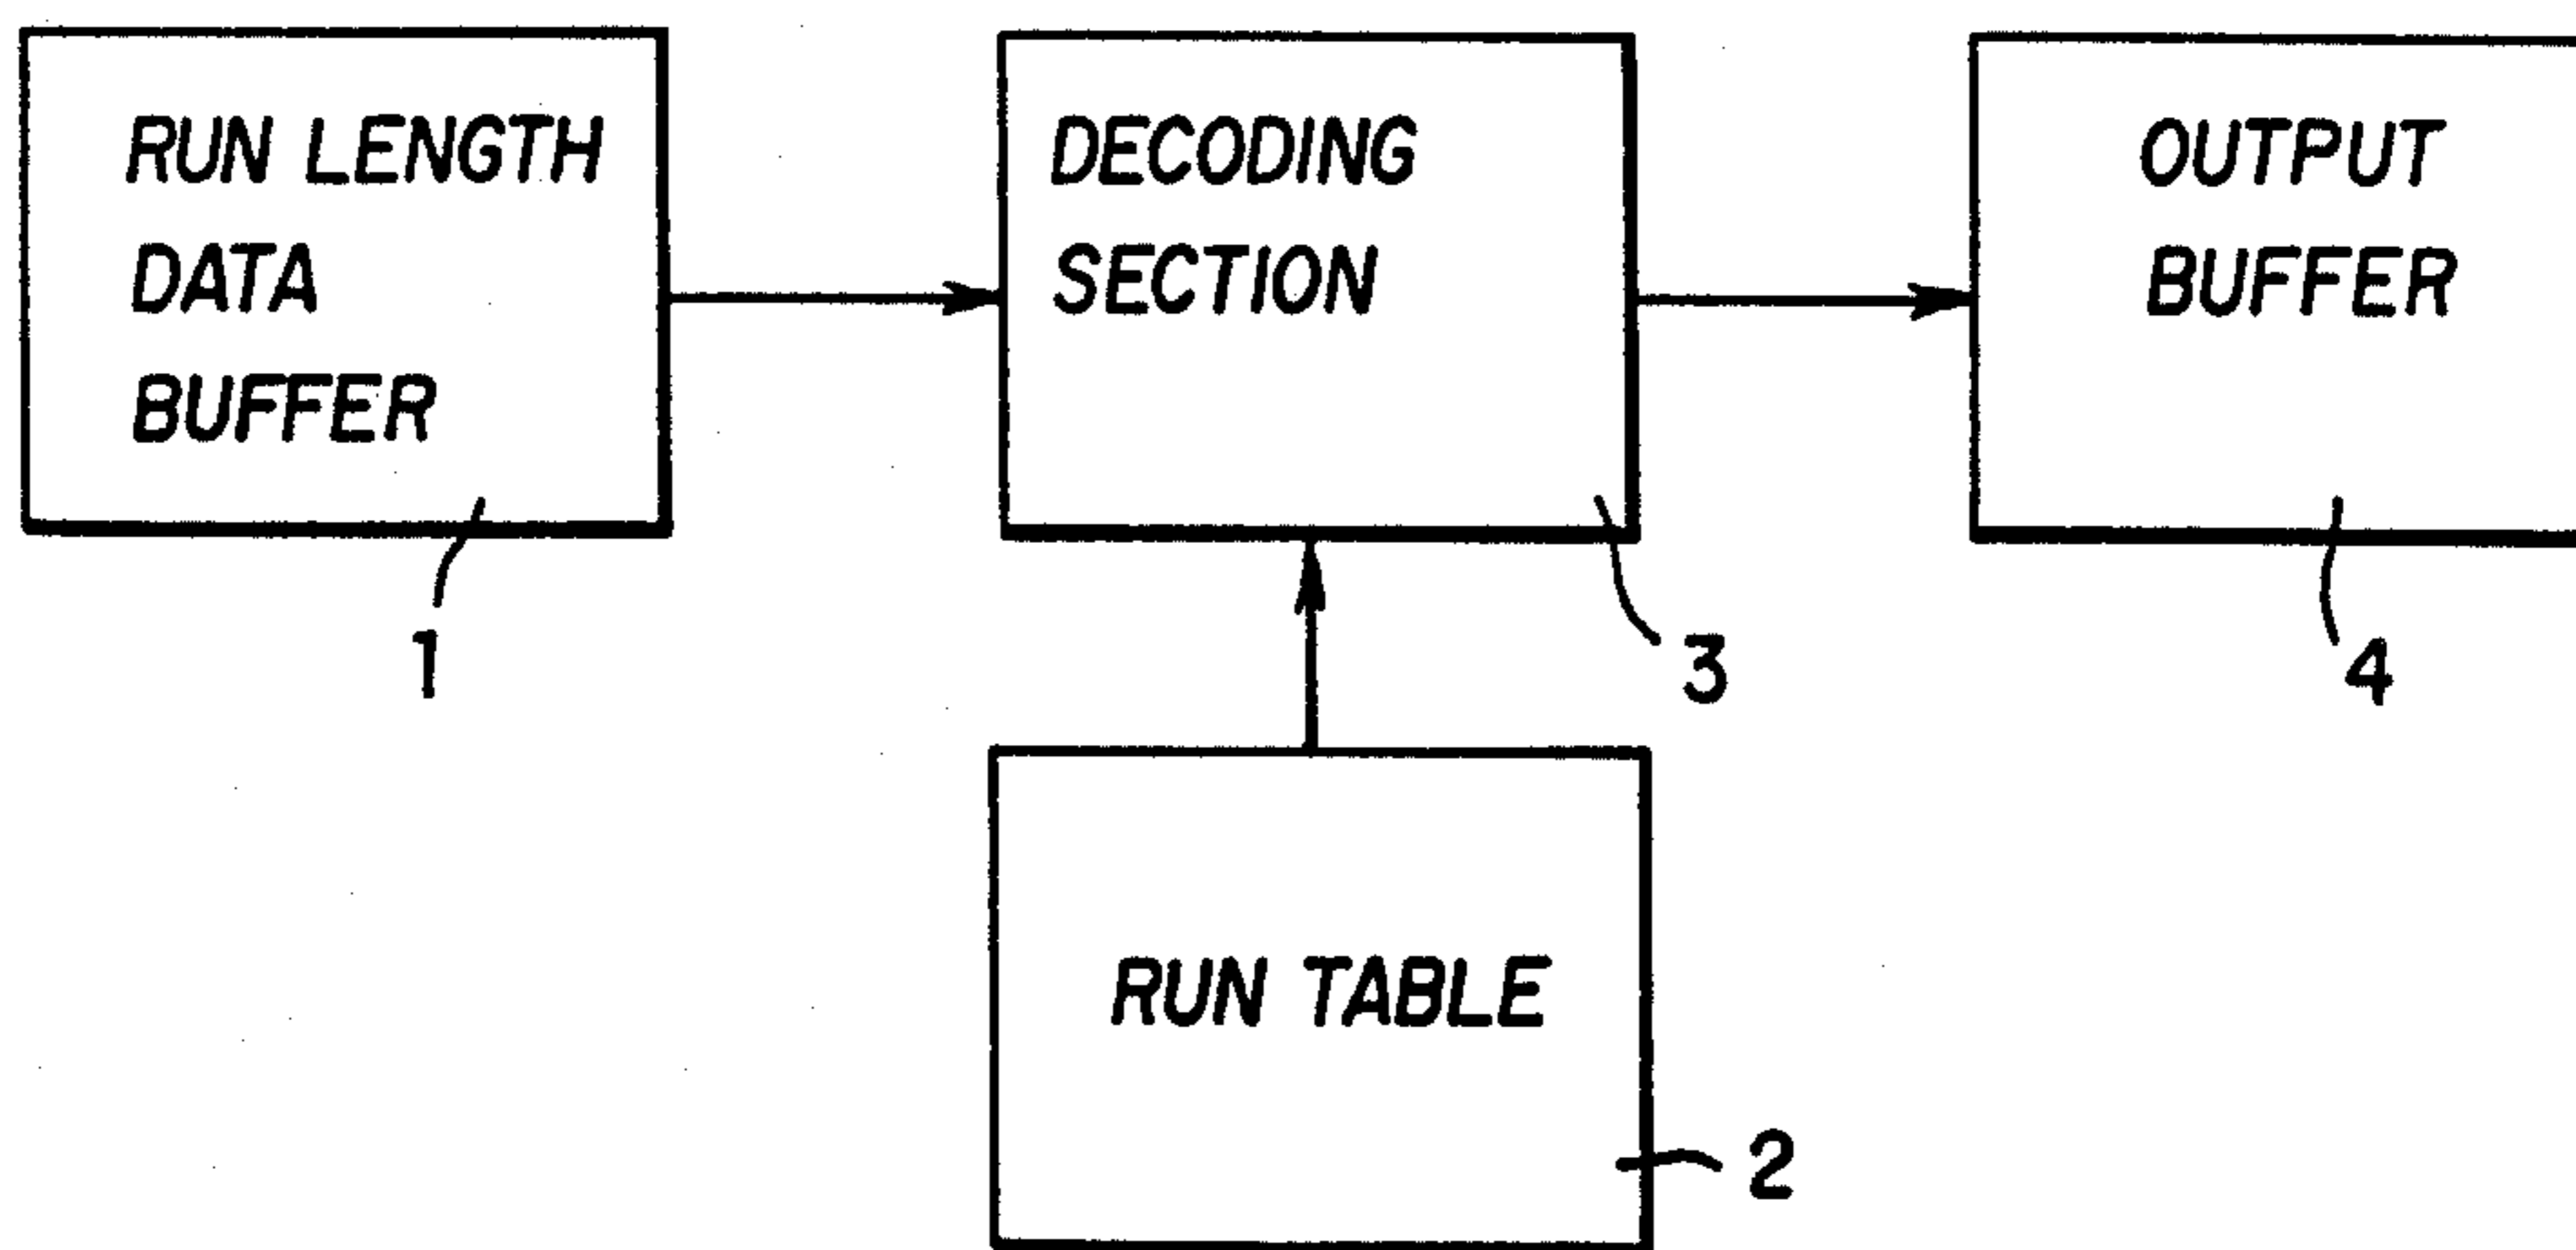 RUN LENGTH
DATA
BUFFER
1
DECODING
SECTION
3
OUTPUT
BUFFER
4
RUN TABLE
2